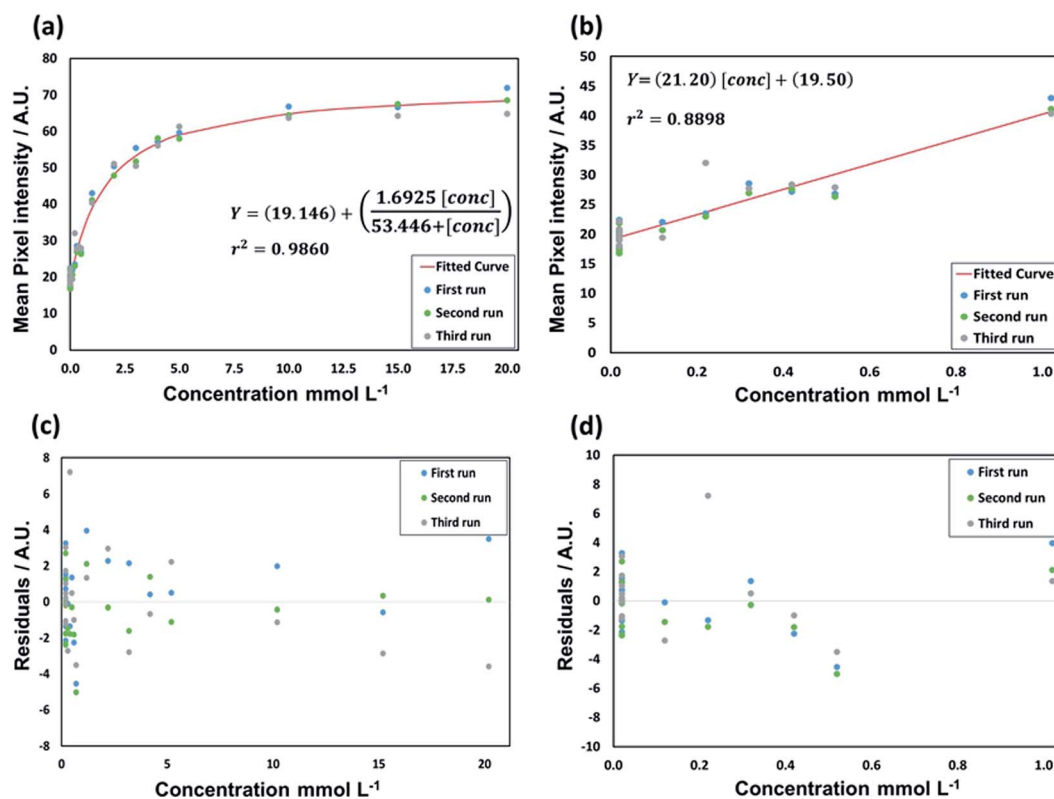 (a)
80
70
60
50
40
30
20
10
0
Mean Pixel intensity / A.U.
Y = (19.146) + (1.6925 [conc] / 53.446+[conc])
r² = 0.9860
Fitted Curve
First run
Second run
Third run
0.0 2.5 5.0 7.5 10.0 12.5 15.0 17.5 20.0
Concentration mmol L⁻¹
(b)
50
45
40
35
30
25
20
15
10
5
0
Mean Pixel intensity / A.U.
Y= (21.20) [conc] + (19.50)
r² = 0.8898
Fitted Curve
First run
Second run
Third run
0.0 0.2 0.4 0.6 0.8 1.0
Concentration mmol L⁻¹
(c)
8
6
4
2
0
-2
-4
-6
-8
Residuals / A.U.
First run
Second run
Third run
0 5 10 15 20
Concentration mmol L⁻¹
(d)
10
8
6
4
2
0
-2
-4
-6
-8
-10
Residuals / A.U.
First run
Second run
Third run
0.0 0.2 0.4 0.6 0.8 1.0
Concentration mmol L⁻¹